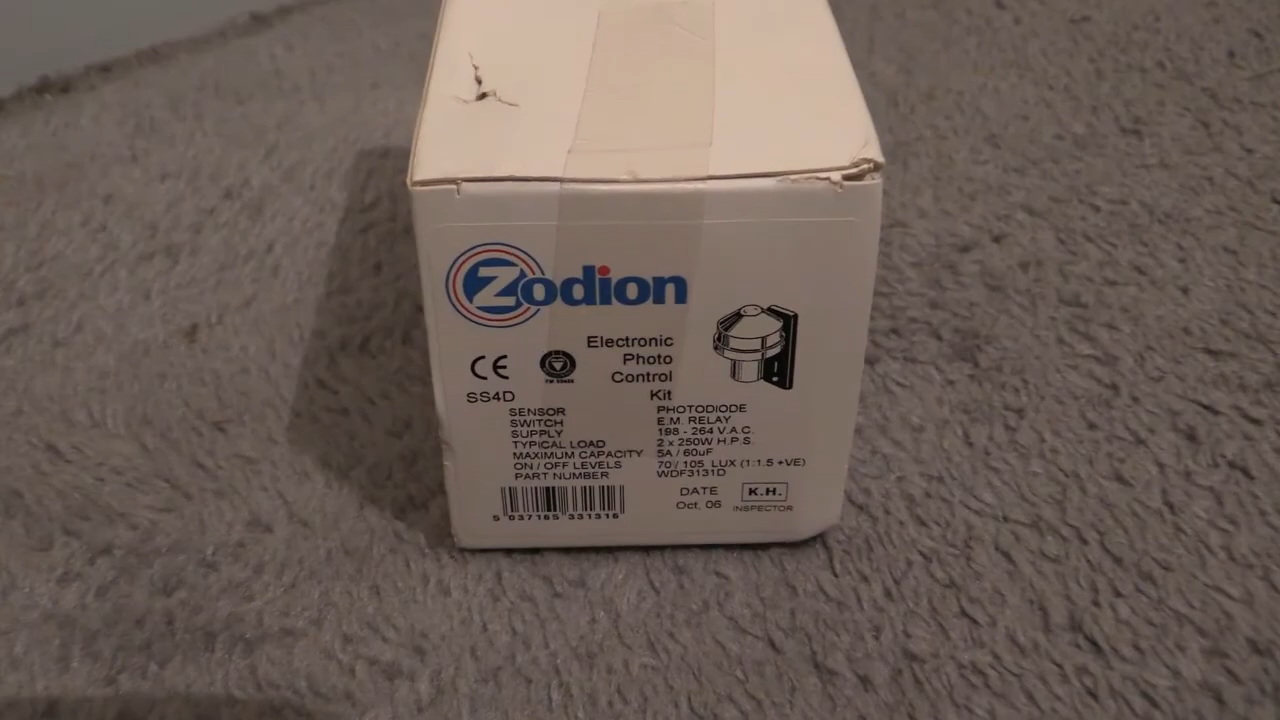 Zodion
Electronic
Photo
Control
Kit
CE
SS4D
SENSOR PHOTODIODE
SWITCH E.M. RELAY
SUPPLY 198 - 264 V.A.C.
TYPICAL LOAD 2 x 250W H.P.S.
MAXIMUM CAPACITY 5A / 60uF
ON / OFF LEVELS 70 / 105 LUX (1:1.5 +VE)
PART NUMBER WDF3131D
DATE K.H.
Oct, 06 INSPECTOR
5 037165 331316